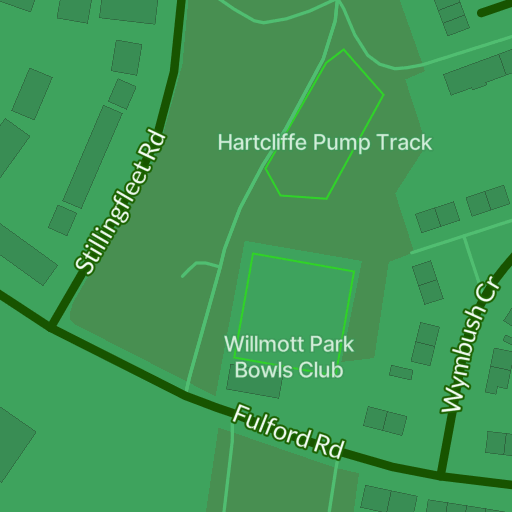 Hartcliffe Pump Track
Stillingfleet Rd
Wymbush Cr
Willmott Park
Bowls Club
Fulford Rd